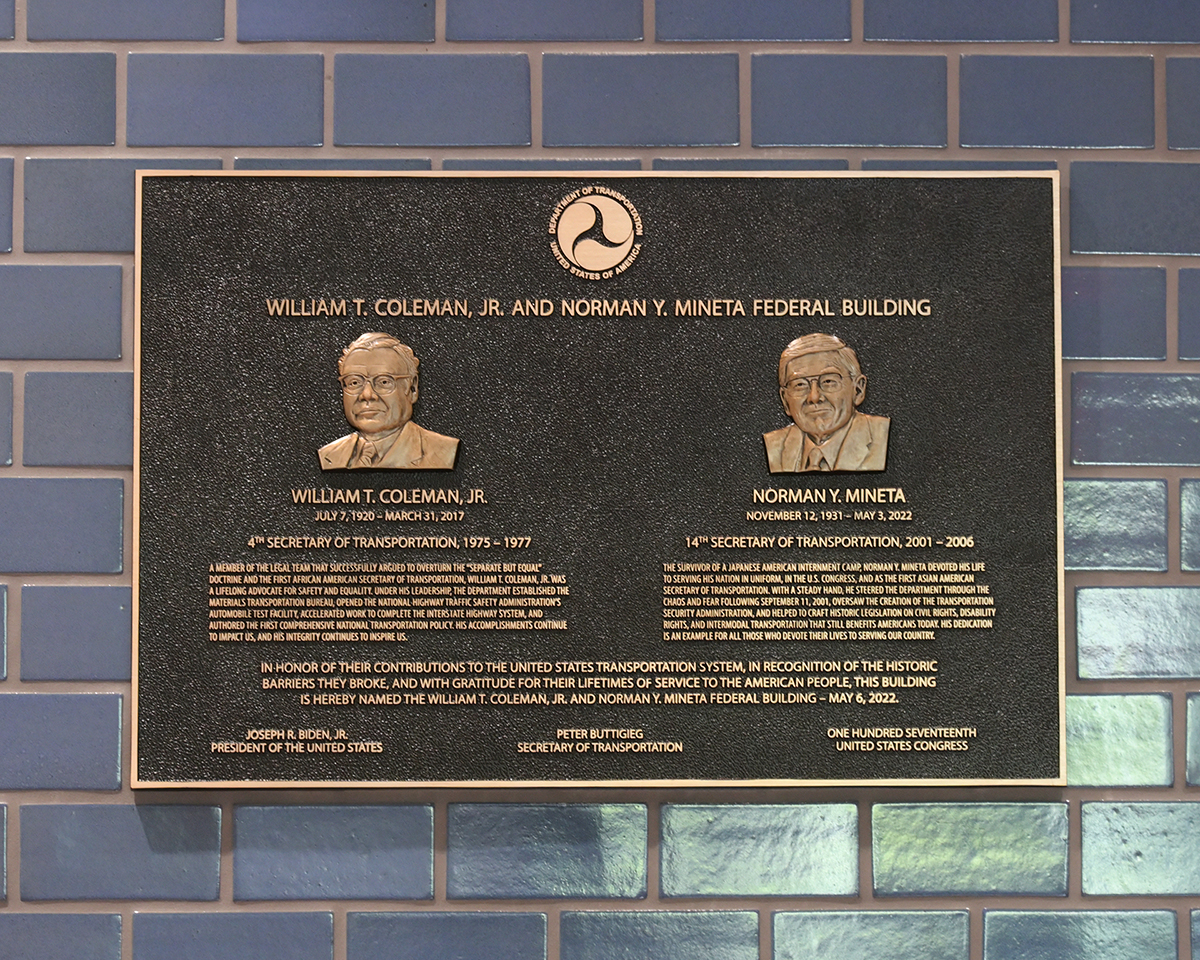 DEPARTMENT OF TRANSPORTATION
UNITED STATES OF AMERICA
WILLIAM T. COLEMAN, JR. AND NORMAN Y. MINETA FEDERAL BUILDING
WILLIAM T. COLEMAN, JR.
JULY 7, 1920 – MARCH 31, 2017
4TH SECRETARY OF TRANSPORTATION, 1975 – 1977
A MEMBER OF THE LEGAL TEAM THAT SUCCESSFULLY ARGUED TO OVERTURN THE "SEPARATE BUT EQUAL"
DOCTRINE AND THE FIRST AFRICAN AMERICAN SECRETARY OF TRANSPORTATION, WILLIAM T. COLEMAN, JR. WAS
A LIFELONG ADVOCATE FOR SAFETY AND EQUALITY. UNDER HIS LEADERSHIP, THE DEPARTMENT ESTABLISHED THE
MATERIALS TRANSPORTATION BUREAU, OPENED THE NATIONAL HIGHWAY TRAFFIC SAFETY ADMINISTRATION'S
AUTOMOBILE TEST FACILITY, ACCELERATED WORK TO COMPLETE THE INTERSTATE HIGHWAY SYSTEM, AND
AUTHORED THE FIRST COMPREHENSIVE NATIONAL TRANSPORTATION POLICY. HIS ACCOMPLISHMENTS CONTINUE
TO IMPACT US, AND HIS INTEGRITY CONTINUES TO INSPIRE US.
NORMAN Y. MINETA
NOVEMBER 12, 1931 – MAY 3, 2022
14TH SECRETARY OF TRANSPORTATION, 2001 – 2006
THE SURVIVOR OF A JAPANESE AMERICAN INTERNMENT CAMP, NORMAN Y. MINETA DEVOTED HIS LIFE
TO SERVING HIS NATION IN UNIFORM, IN THE U.S. CONGRESS, AND AS THE FIRST ASIAN AMERICAN
SECRETARY OF TRANSPORTATION. WITH A STEADY HAND, HE STEERED THE DEPARTMENT THROUGH THE
CHAOS AND FEAR FOLLOWING SEPTEMBER 11, 2001, OVERSAW THE CREATION OF THE TRANSPORTATION
SECURITY ADMINISTRATION, AND HELPED TO CRAFT HISTORIC LEGISLATION ON CIVIL RIGHTS, DISABILITY
RIGHTS, AND INTERMODAL TRANSPORTATION THAT STILL BENEFITS AMERICANS TODAY. HIS DEDICATION
IS AN EXAMPLE FOR ALL THOSE WHO DEVOTE THEIR LIVES TO SERVING OUR COUNTRY.
IN HONOR OF THEIR CONTRIBUTIONS TO THE UNITED STATES TRANSPORTATION SYSTEM, IN RECOGNITION OF THE HISTORIC
BARRIERS THEY BROKE, AND WITH GRATITUDE FOR THEIR LIFETIMES OF SERVICE TO THE AMERICAN PEOPLE, THIS BUILDING
IS HEREBY NAMED THE WILLIAM T. COLEMAN, JR. AND NORMAN Y. MINETA FEDERAL BUILDING – MAY 6, 2022.
JOSEPH R. BIDEN, JR.
PRESIDENT OF THE UNITED STATES
PETER BUTTIGIEG
SECRETARY OF TRANSPORTATION
ONE HUNDRED SEVENTEENTH
UNITED STATES CONGRESS